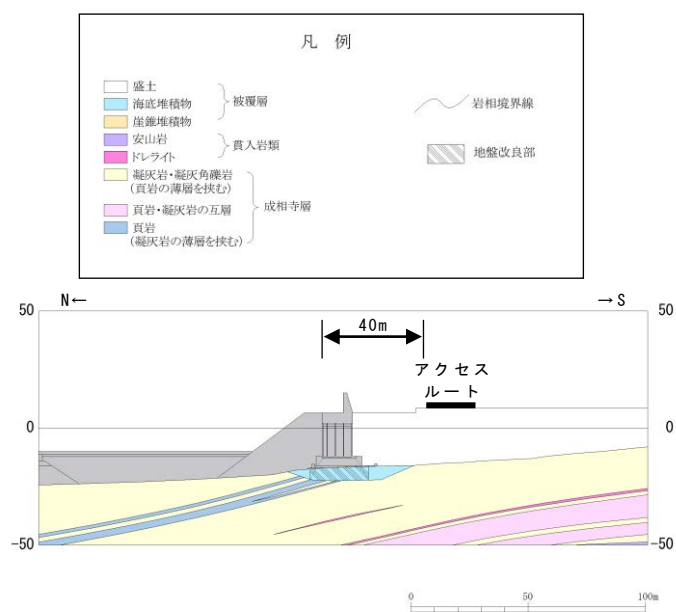 凡 例
盛土
海底堆積物
崖錐堆積物
被覆層
安山岩
ドレライト
貫入岩類
凝灰岩・凝灰角礫岩
(頁岩の薄層を挟む)
頁岩・凝灰岩の互層
頁岩
(凝灰岩の薄層を挟む)
成相寺層
岩相境界線
地盤改良部
N←
→S
50
50
40m
アクセス
ルート
0
0
-50
-50
0
50
100m